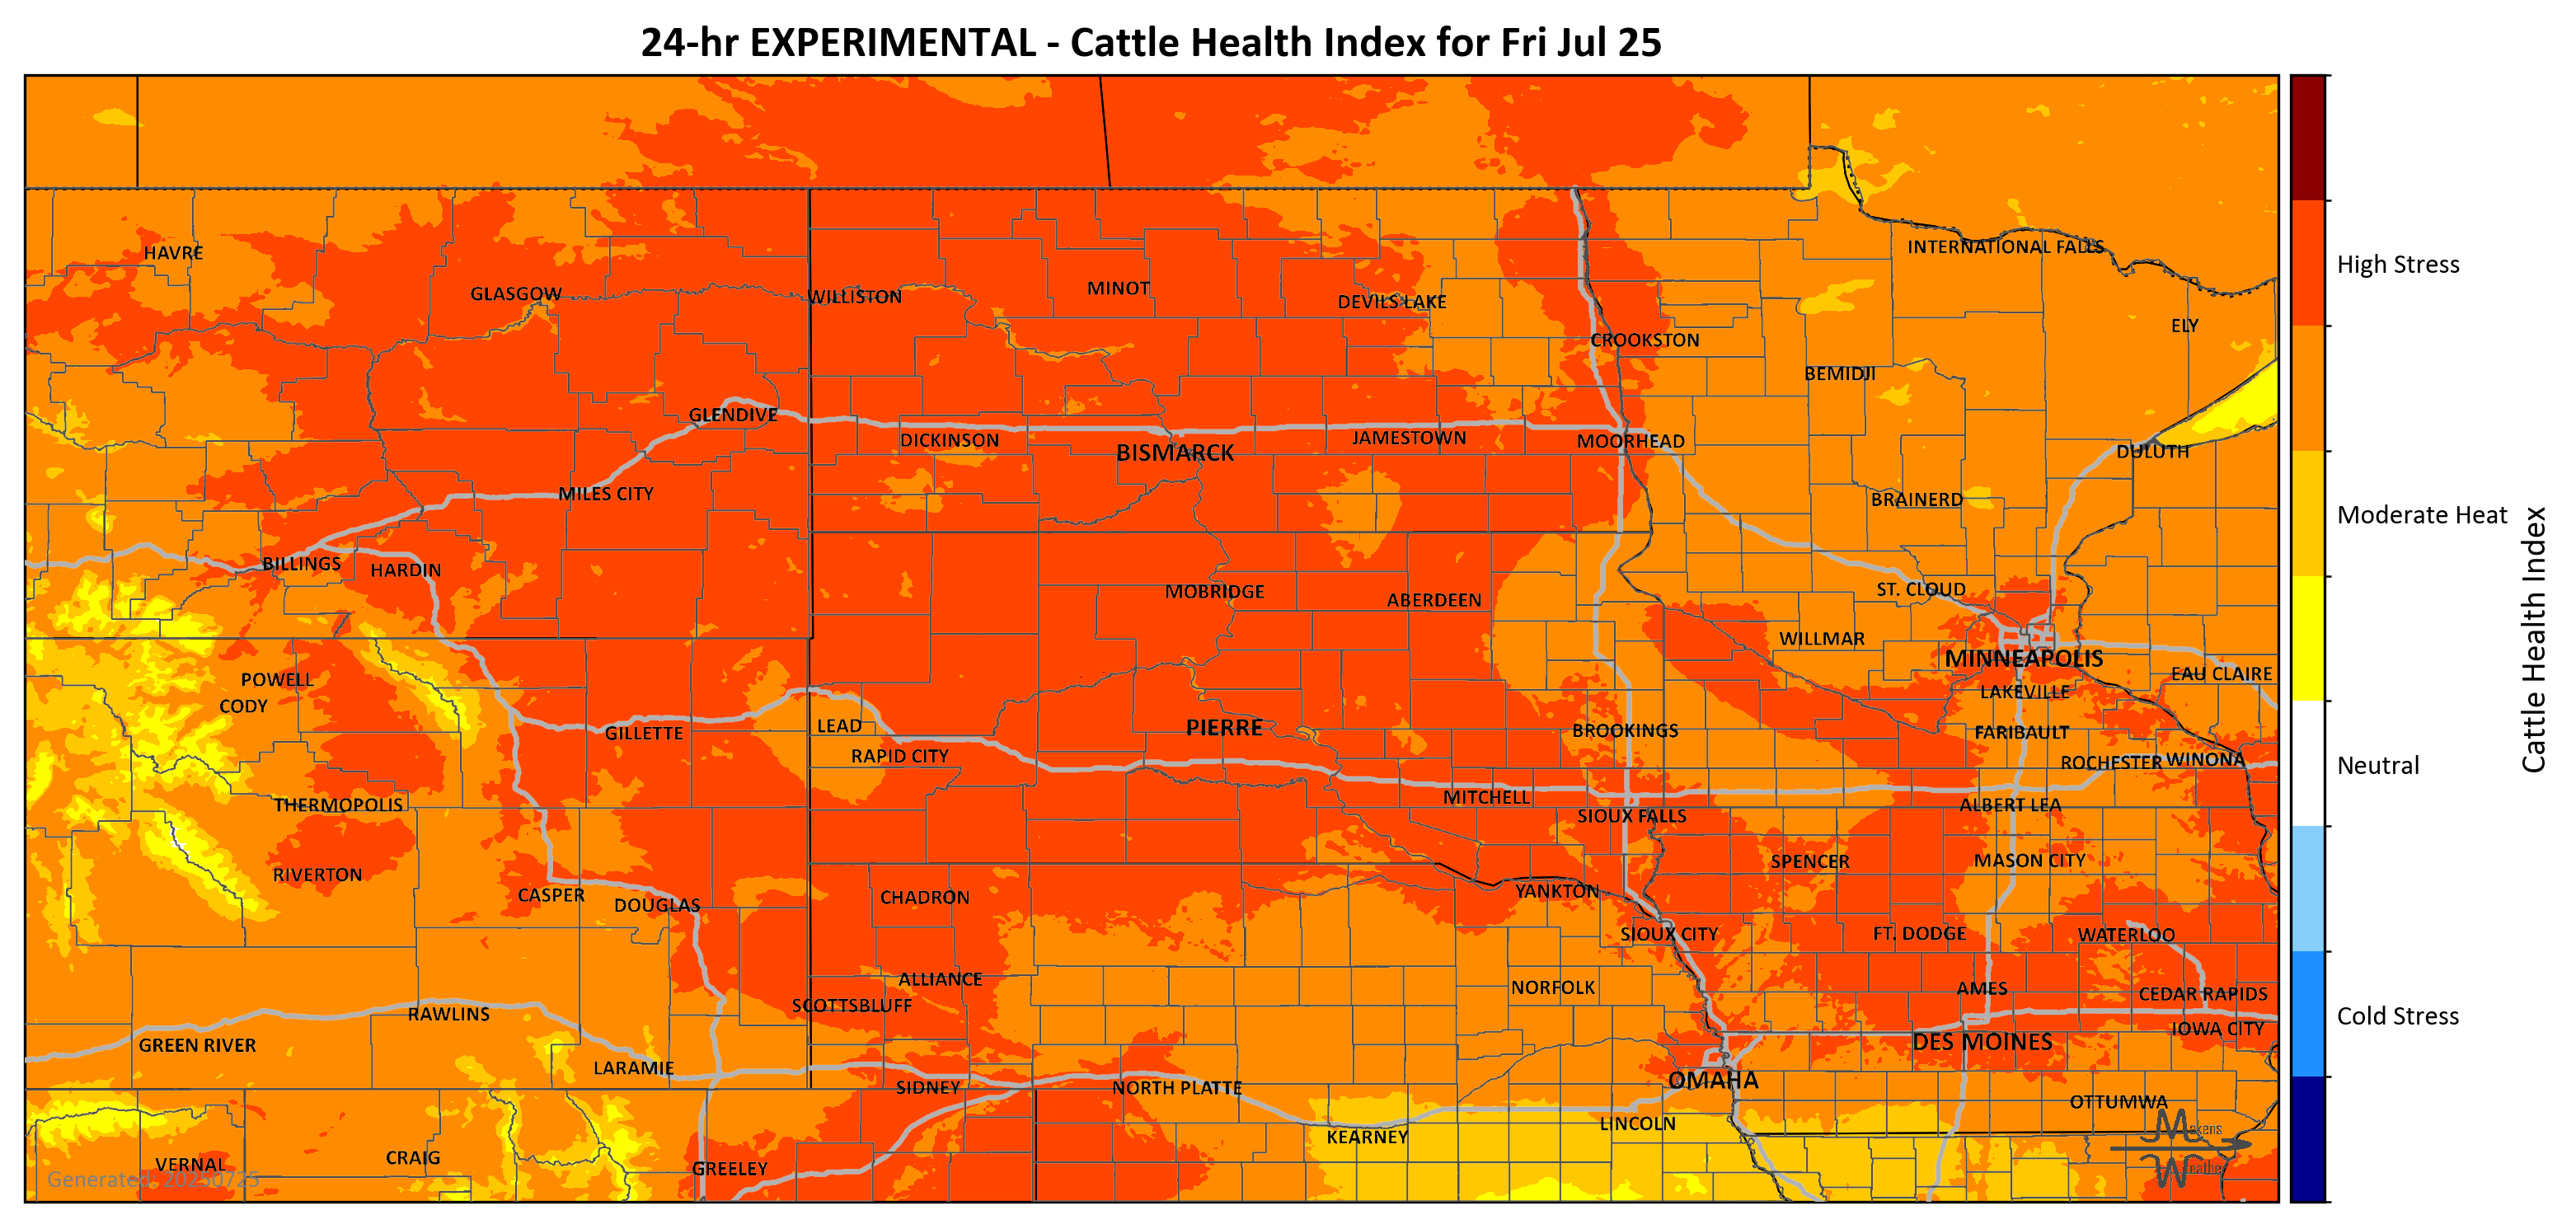 24-hr EXPERIMENTAL - Cattle Health Index for Fri Jul 25
HAVRE
INTERNATIONAL FALLS
GLASGOW
WILLISTON
MINOT
DEVILS LAKE
ELY
CROOKSTON
BEMIDJI
GLENDIVE
DICKINSON
BISMARCK
JAMESTOWN
MOORHEAD
DULUTH
MILES CITY
BRAINERD
BILLINGS
HARDIN
MOBRIDGE
ABERDEEN
ST. CLOUD
WILLMAR
MINNEAPOLIS
EAU CLAIRE
POWELL
CODY
LAKEVILLE
GILLETTE
LEAD
PIERRE
BROOKINGS
FARIBAULT
RAPID CITY
ROCHESTER
WINONA
THERMOPOLIS
MITCHELL
SIOUX FALLS
ALBERT LEA
RIVERTON
SPENCER
MASON CITY
CASPER
DOUGLAS
CHADRON
YANKTON
SIOUX CITY
FT. DODGE
WATERLOO
ALLIANCE
NORFOLK
AMES
CEDAR RAPIDS
SCOTTSBLUFF
RAWLINS
IOWA CITY
GREEN RIVER
DES MOINES
LARAMIE
SIDNEY
NORTH PLATTE
OMAHA
OTTUMWA
LINCOLN
KEARNEY
VERNAL
CRAIG
GREELEY
Generated: 20250725
Makens
Weather
High Stress
Moderate Heat
Neutral
Cold Stress
Cattle Health Index